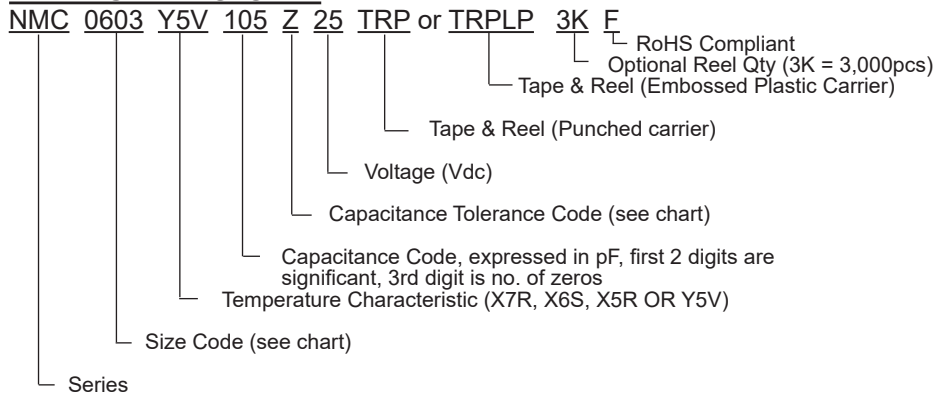 NMC 0603 Y5V 105 Z 25 TRP or TRPLP 3K F
RoHS Compliant
Optional Reel Qty (3K = 3,000pcs)
Tape & Reel (Embossed Plastic Carrier)
Tape & Reel (Punched carrier)
Voltage (Vdc)
Capacitance Tolerance Code (see chart)
Capacitance Code, expressed in pF, first 2 digits are
significant, 3rd digit is no. of zeros
Temperature Characteristic (X7R, X6S, X5R OR Y5V)
Size Code (see chart)
Series